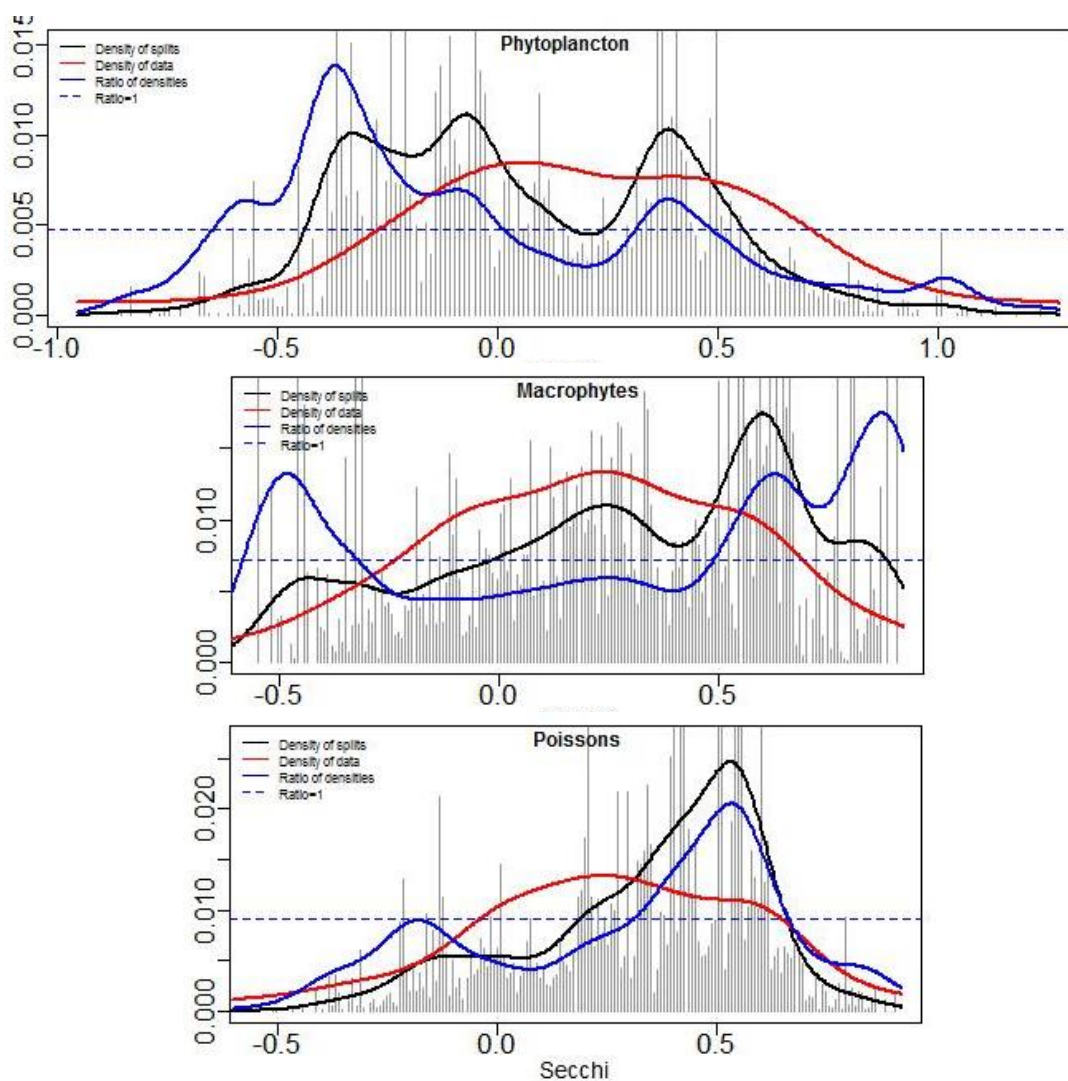 Phytoplancton
Density of splits
Density of data
Ratio of densities
Ratio=1
0.000 0.005 0.010 0.015
-1.0 -0.5 0.0 0.5 1.0
Macrophytes
Density of splits
Density of data
Ratio of densities
Ratio=1
0.000 0.010
-0.5 0.0 0.5
Poissons
Density of splits
Density of data
Ratio of densities
Ratio=1
0.000 0.010 0.020
-0.5 0.0 0.5
Secchi